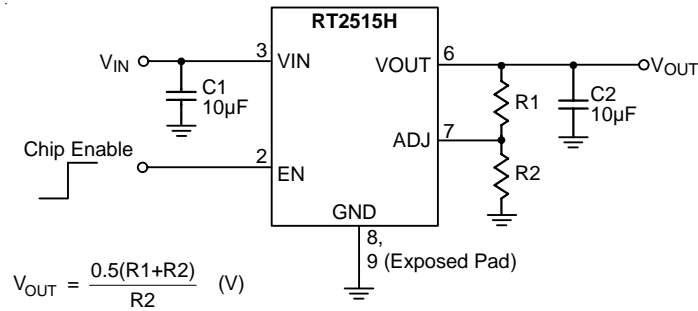 RT2515H
V_IN
3
VIN
VOUT
6
V_OUT
C1
10µF
R1
C2
10µF
ADJ
7
Chip Enable
2
EN
R2
GND
8,
9 (Exposed Pad)
V_OUT = 0.5(R1+R2) / R2 (V)